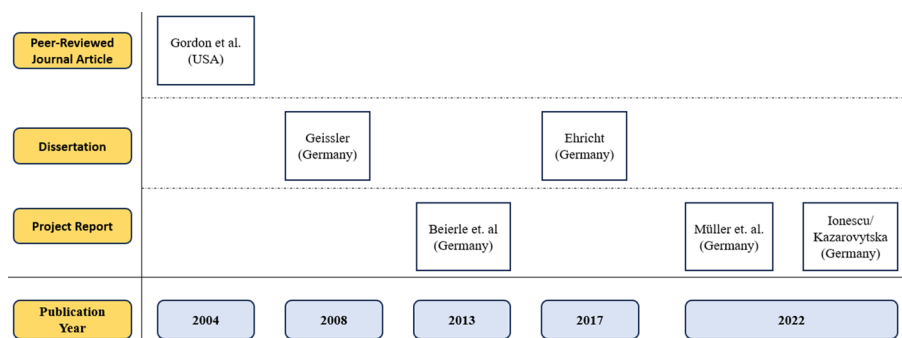 Peer-Reviewed
Journal Article
Gordon et al.
(USA)
Dissertation
Geissler
(Germany)
Ehricht
(Germany)
Project Report
Beierle et. al
(Germany)
Müller et. al.
(Germany)
Ionescu/
Kazarovytska
(Germany)
Publication
Year
2004
2008
2013
2017
2022